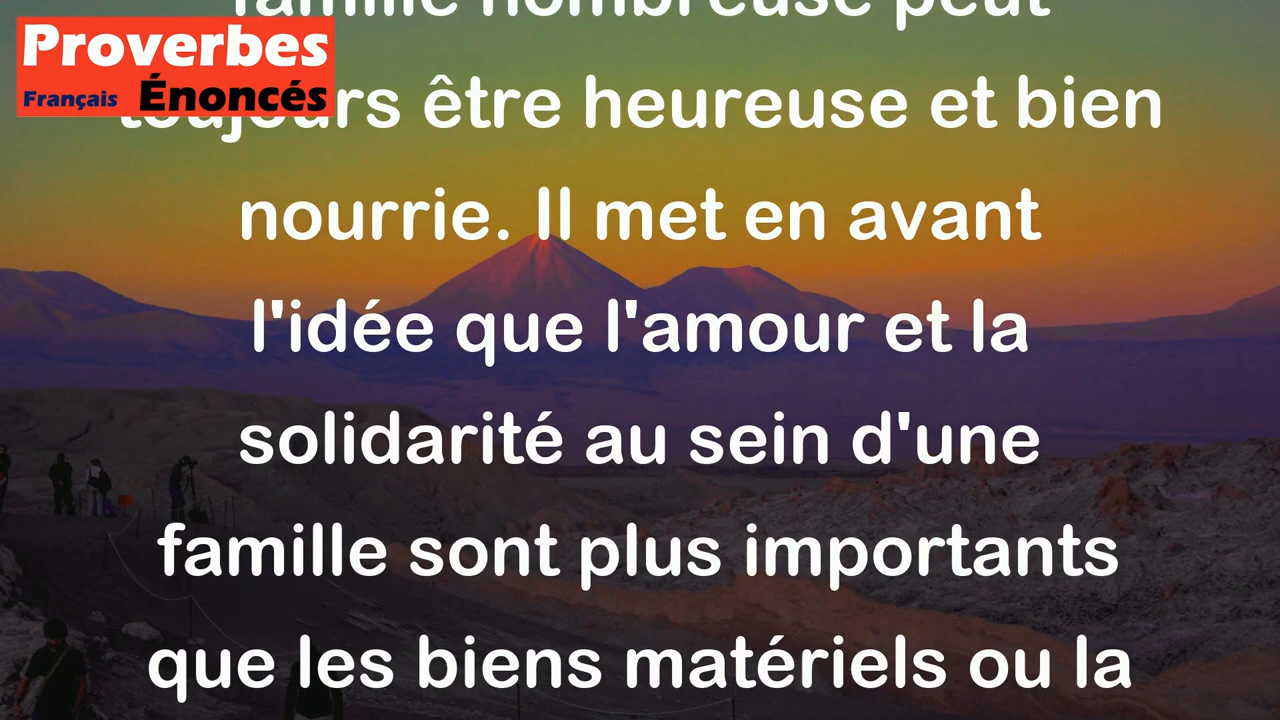 famille nombreuse peut
Proverbes
Français Énoncés
toujours être heureuse et bien
nourrie. Il met en avant
l'idée que l'amour et la
solidarité au sein d'une
famille sont plus importants
que les biens matériels ou la